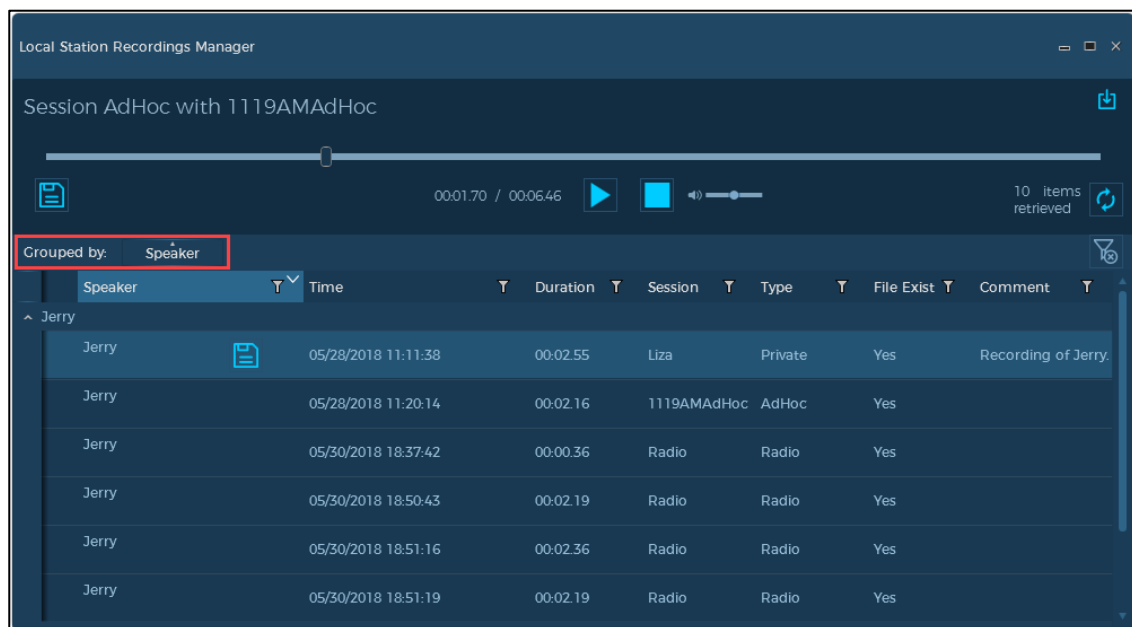 Local Station Recordings Manager
Session AdHoc with 1119AMAdHoc
00:01.70 / 00:06.46
10 items
retrieved
Grouped by: Speaker
Speaker Time Duration Session Type File Exist Comment
Jerry
Jerry 05/28/2018 11:11:38 00:02.55 Liza Private Yes Recording of Jerry.
Jerry 05/28/2018 11:20:14 00:02.16 1119AMAdHoc AdHoc Yes
Jerry 05/30/2018 18:37:42 00:00.36 Radio Radio Yes
Jerry 05/30/2018 18:50:43 00:02.19 Radio Radio Yes
Jerry 05/30/2018 18:51:16 00:02.36 Radio Radio Yes
Jerry 05/30/2018 18:51:19 00:02.19 Radio Radio Yes